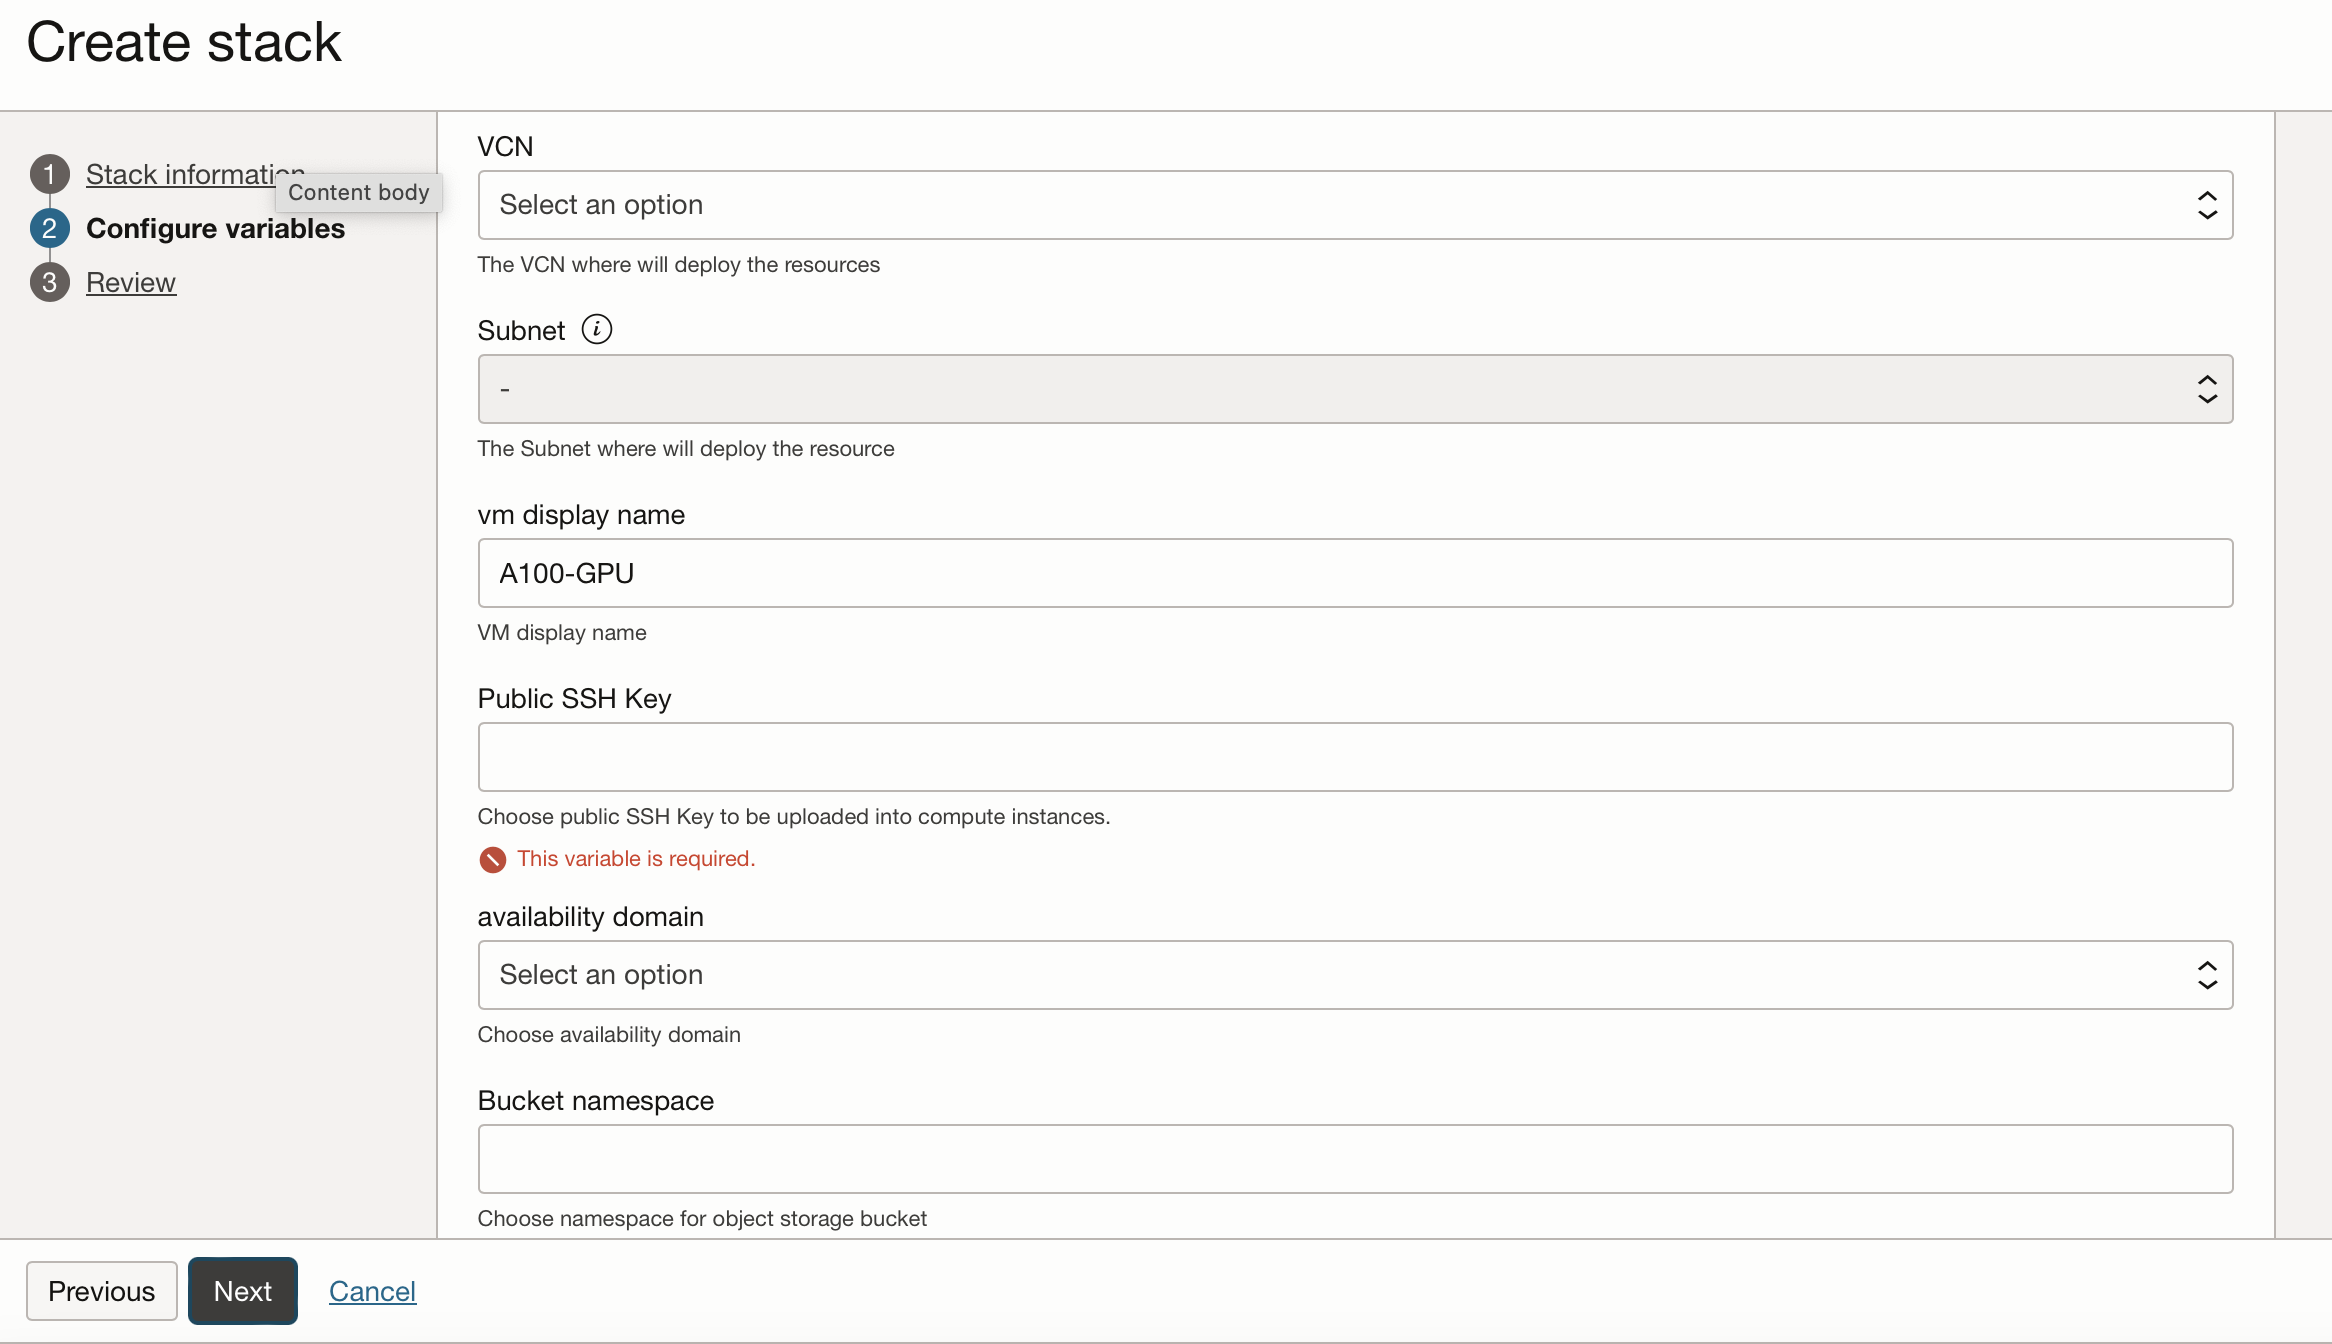 Create stack
1 Stack information
Content body
2 Configure variables
3 Review
VCN
Select an option
The VCN where will deploy the resources
Subnet i
-
The Subnet where will deploy the resource
vm display name
A100-GPU
VM display name
Public SSH Key
Choose public SSH Key to be uploaded into compute instances.
This variable is required.
availability domain
Select an option
Choose availability domain
Bucket namespace
Choose namespace for object storage bucket
Previous Next Cancel